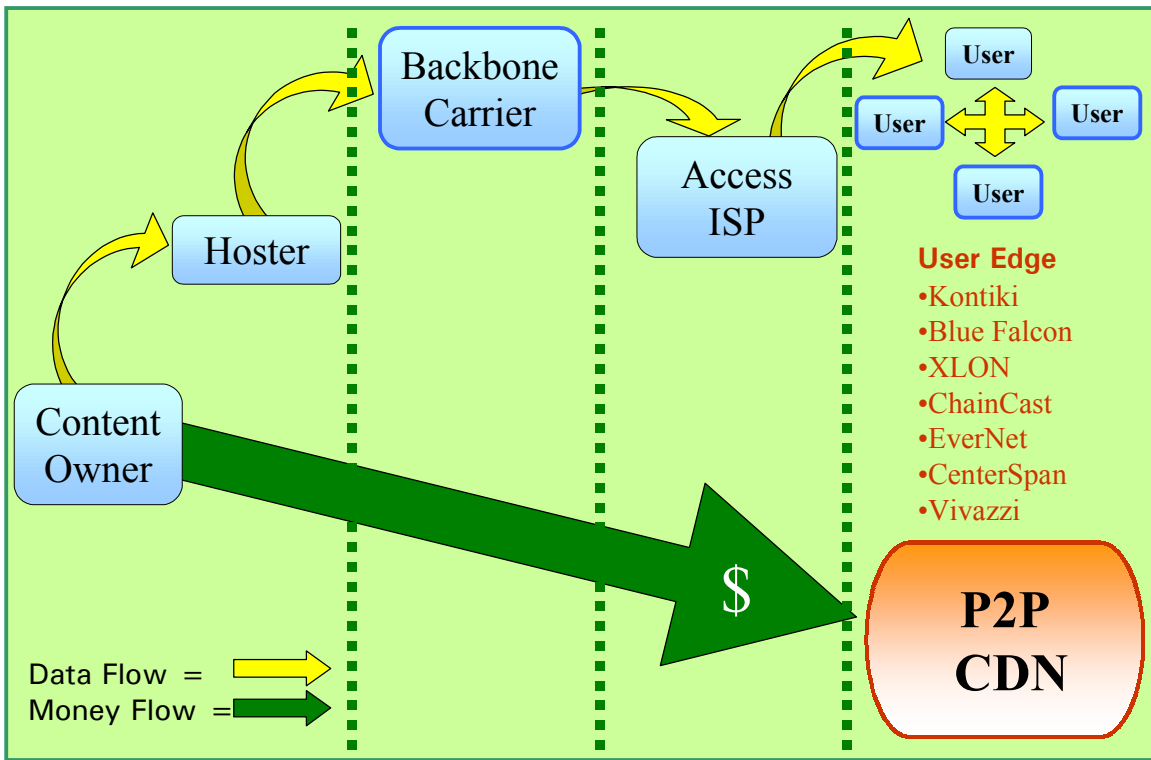 User
Backbone
Carrier
User
User
User
Access
ISP
Hoster
User Edge
•Kontiki
•Blue Falcon
•XLON
•ChainCast
•EverNet
•CenterSpan
•Vivazzi
Content
Owner
$
P2P
CDN
Data Flow =
Money Flow =